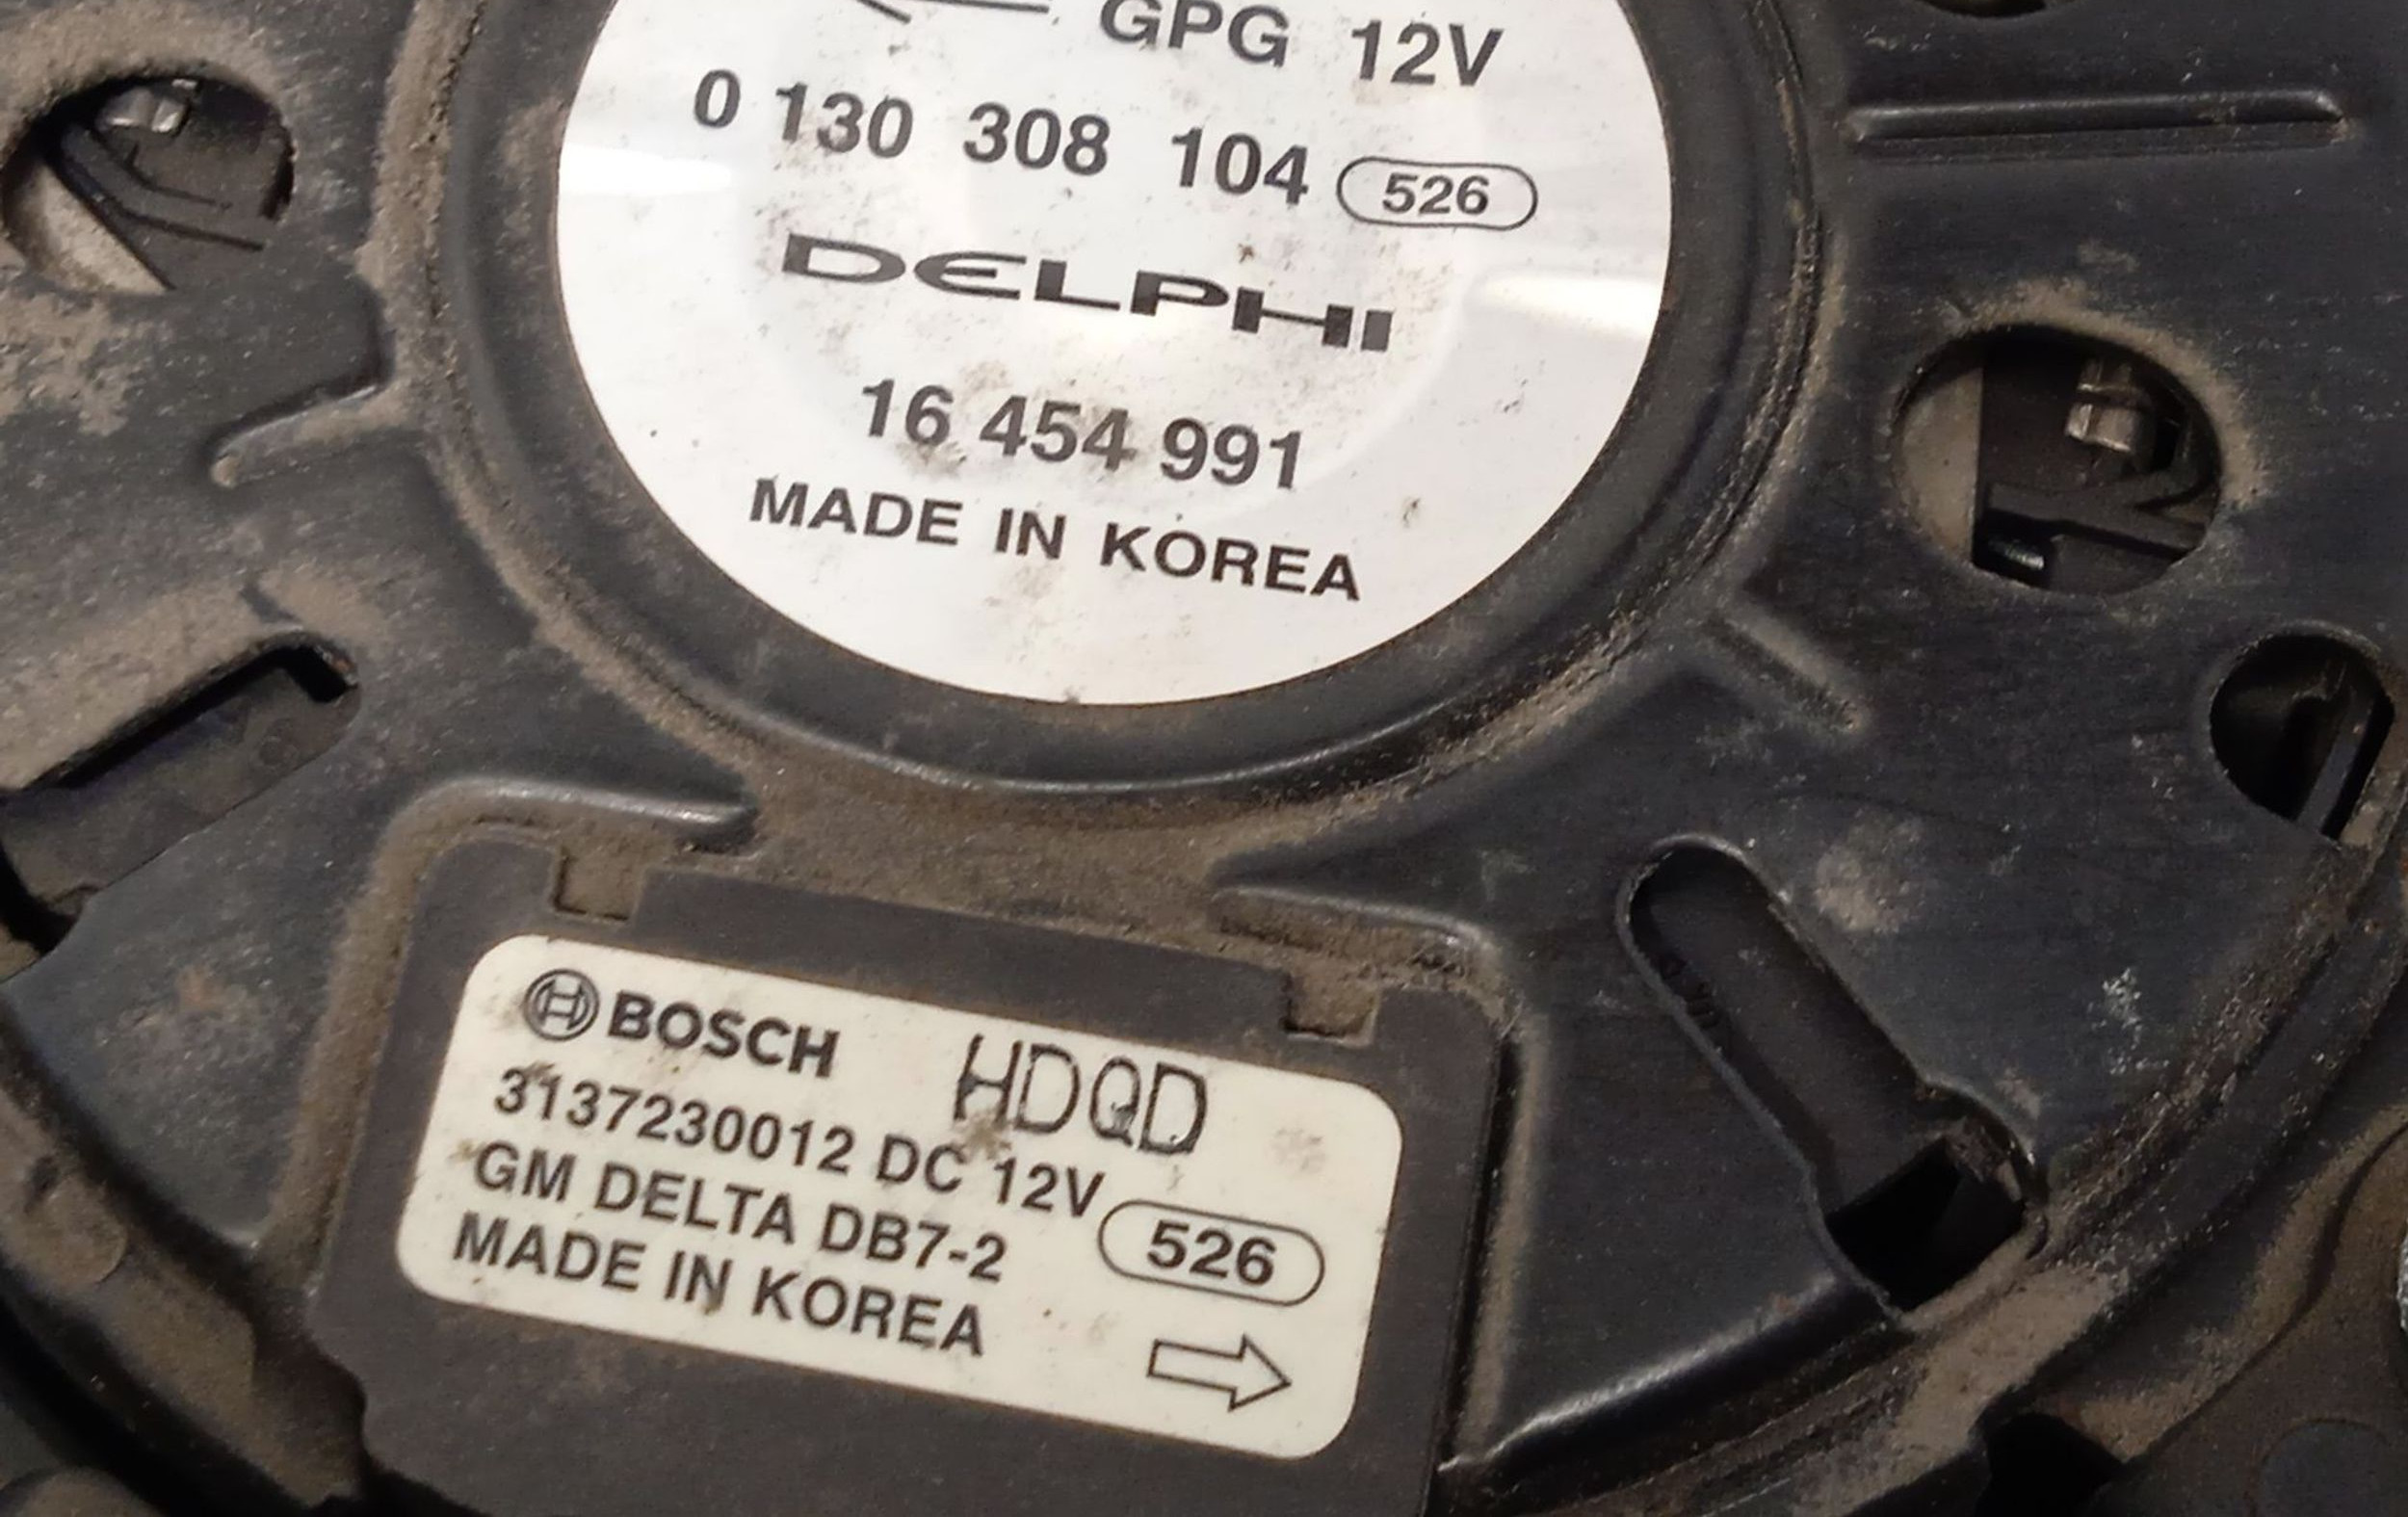 GPG 12V
0 130 308 104 526
DELPHI
16 454 991
MADE IN KOREA
BOSCH HDQD
3137230012 DC 12V
GM DELTA DB7-2 526
MADE IN KOREA